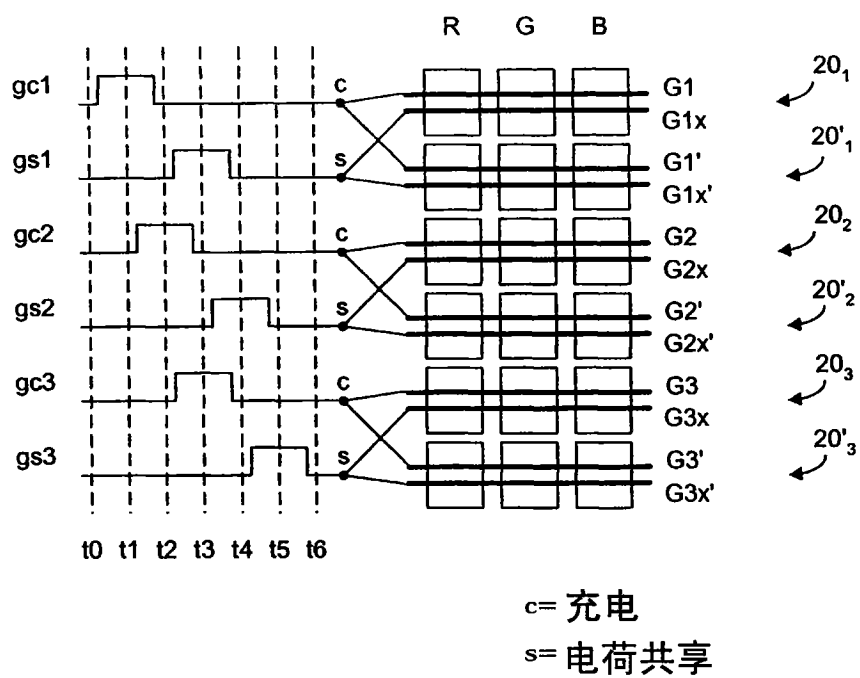 R G B
gc1 c G1 20₁
G1x
gs1 s G1' 20'₁
G1x'
gc2 c G2 20₂
G2x
gs2 s G2' 20'₂
G2x'
gc3 c G3 20₃
G3x
gs3 s G3' 20'₃
G3x'
t0 t1 t2 t3 t4 t5 t6
c= 充电
s= 电荷共享